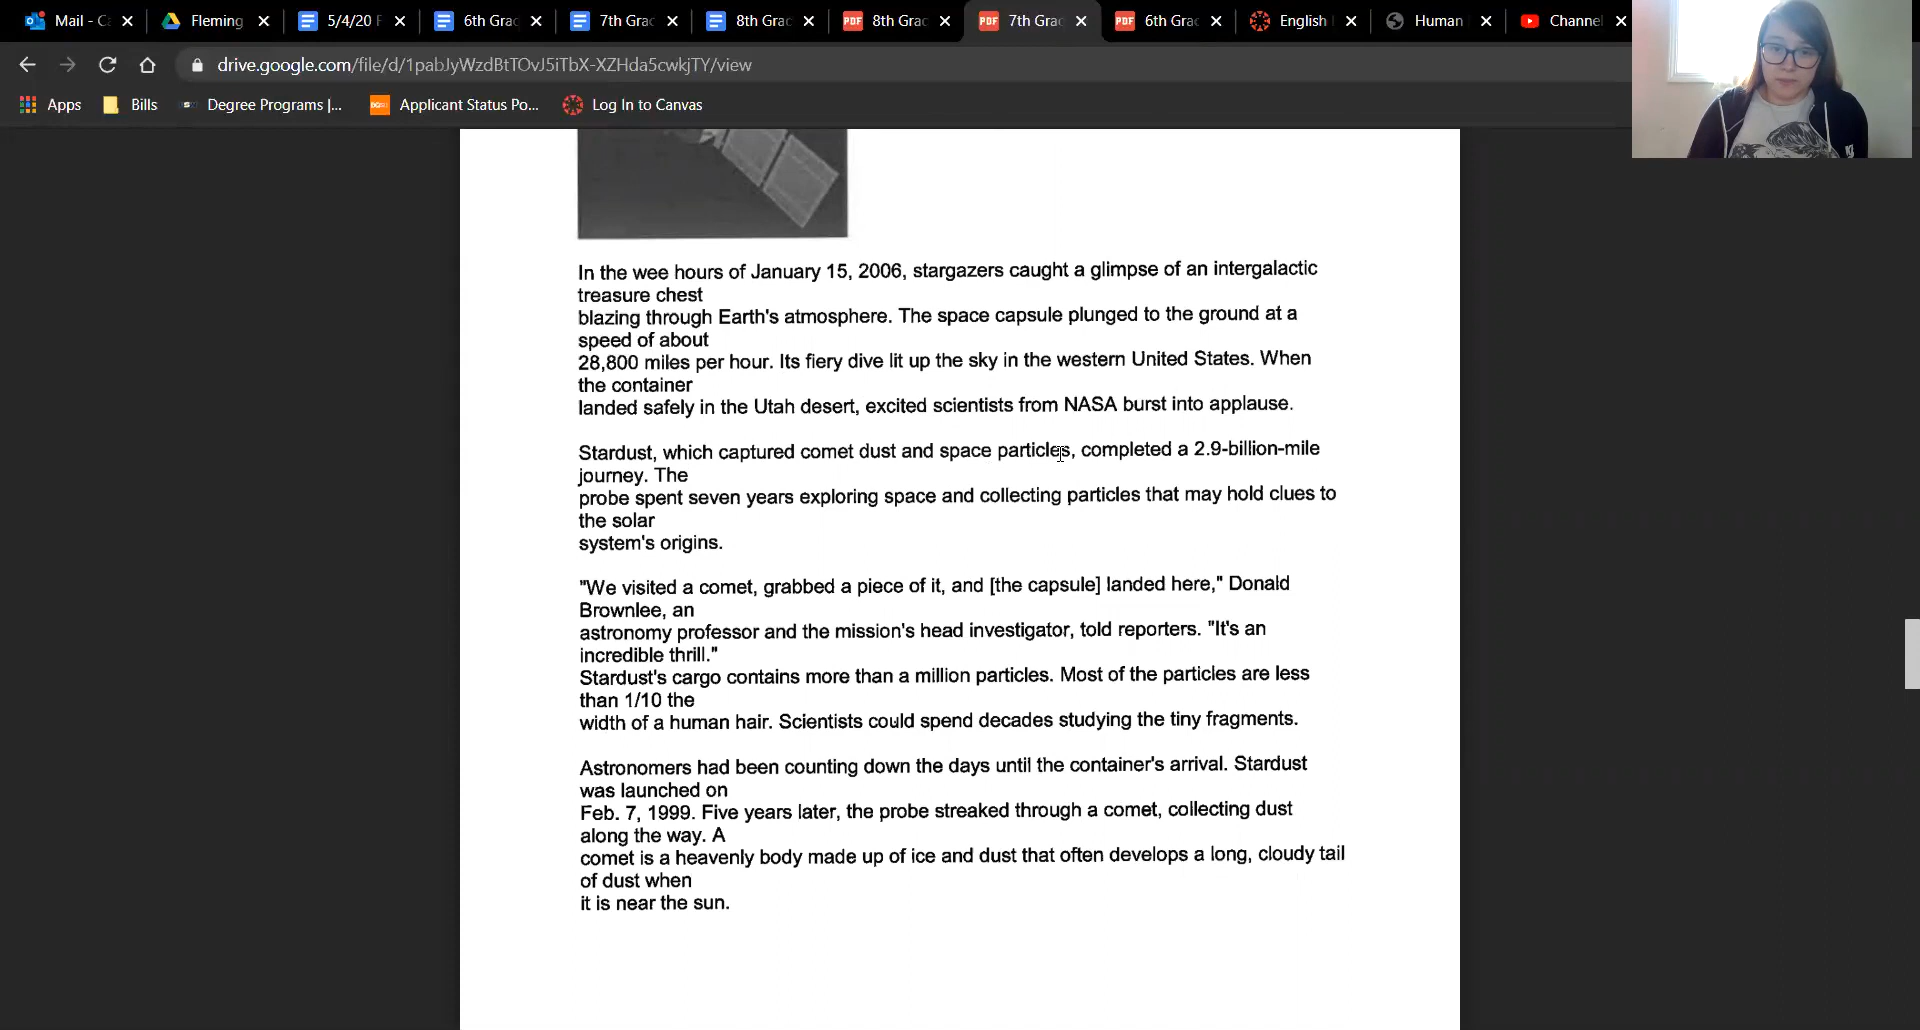 Mail - C
Fleming
5/4/20 F
6th Grac
7th Grac
8th Grac
PDF
8th Grac
PDF
7th Grac
PDF
6th Grac
English
Human
Channel
drive.google.com/file/d/1pabJyWzdBtTOvJ5iTbX-XZHda5cwkjTY/view
Apps
Bills
Degree Programs |...
Applicant Status Po...
Log In to Canvas
In the wee hours of January 15, 2006, stargazers caught a glimpse of an intergalactic
treasure chest
blazing through Earth's atmosphere. The space capsule plunged to the ground at a
speed of about
28,800 miles per hour. Its fiery dive lit up the sky in the western United States. When
the container
landed safely in the Utah desert, excited scientists from NASA burst into applause.
Stardust, which captured comet dust and space particles, completed a 2.9-billion-mile
journey. The
probe spent seven years exploring space and collecting particles that may hold clues to
the solar
system's origins.
"We visited a comet, grabbed a piece of it, and [the capsule] landed here," Donald
Brownlee, an
astronomy professor and the mission's head investigator, told reporters. "It's an
incredible thrill."
Stardust's cargo contains more than a million particles. Most of the particles are less
than 1/10 the
width of a human hair. Scientists could spend decades studying the tiny fragments.
Astronomers had been counting down the days until the container's arrival. Stardust
was launched on
Feb. 7, 1999. Five years later, the probe streaked through a comet, collecting dust
along the way. A
comet is a heavenly body made up of ice and dust that often develops a long, cloudy tail
of dust when
it is near the sun.